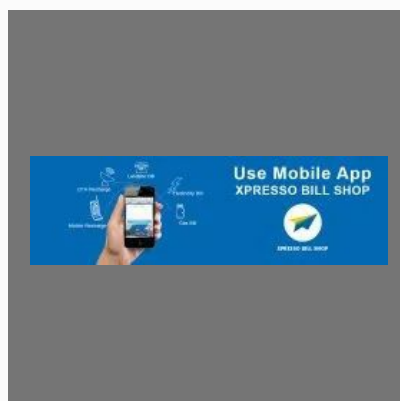 Landline Bill
DTH Recharge
Electricity Bill
Mobile Recharge
Gas Bill
Use Mobile App
XPRESSO BILL SHOP
XPRESSO BILL SHOP